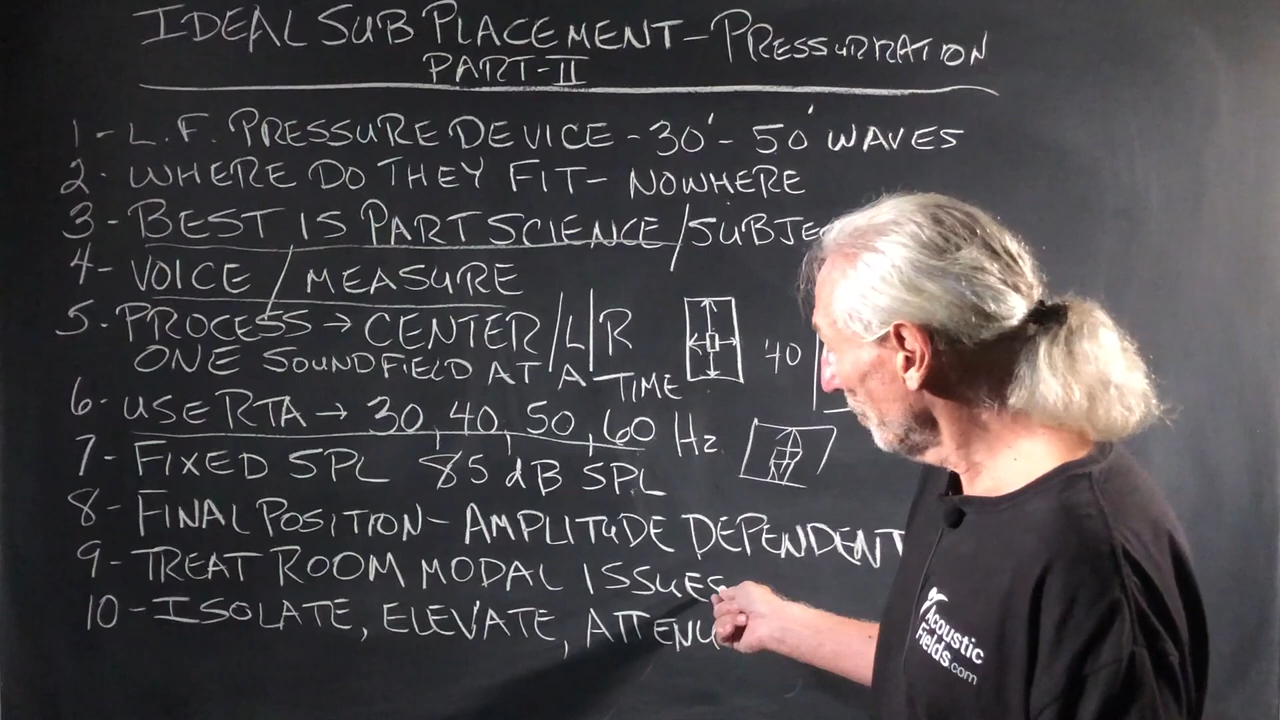 IDEAL SUB PLACEMENT - PRESSURIZATION
PART-II
1 - L.F. PRESSURE DEVICE - 30' - 50' WAVES
2 - WHERE DO THEY FIT - NOWHERE
3 - BEST IS PART SCIENCE / SUBJE
4 - VOICE / MEASURE
5 - PROCESS → CENTER / L / R
ONE SOUNDFIELD AT A TIME
40
6 - USE RTA → 30, 40, 50, 60 Hz
7 - FIXED SPL 85 dB SPL
8 - FINAL POSITION - AMPLITUDE DEPENDENT
9 - TREAT ROOM MODAL ISSUES
10 - ISOLATE, ELEVATE, ATTENU
Acoustic
Fields.com